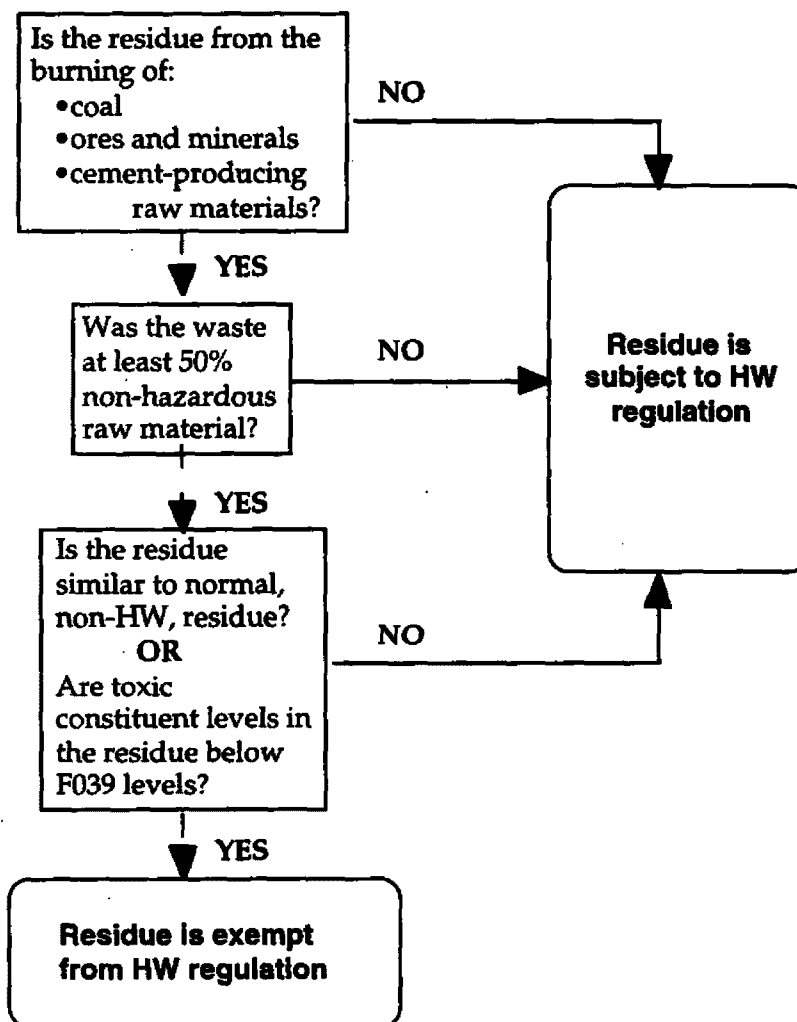 Is the residue from the
burning of:
•coal
•ores and minerals
•cement-producing
raw materials?
NO
YES
Was the waste
at least 50%
non-hazardous
raw material?
NO
Residue is
subject to HW
regulation
YES
Is the residue
similar to normal,
non-HW, residue?
OR
Are toxic
constituent levels in
the residue below
F039 levels?
NO
YES
Residue is exempt
from HW regulation